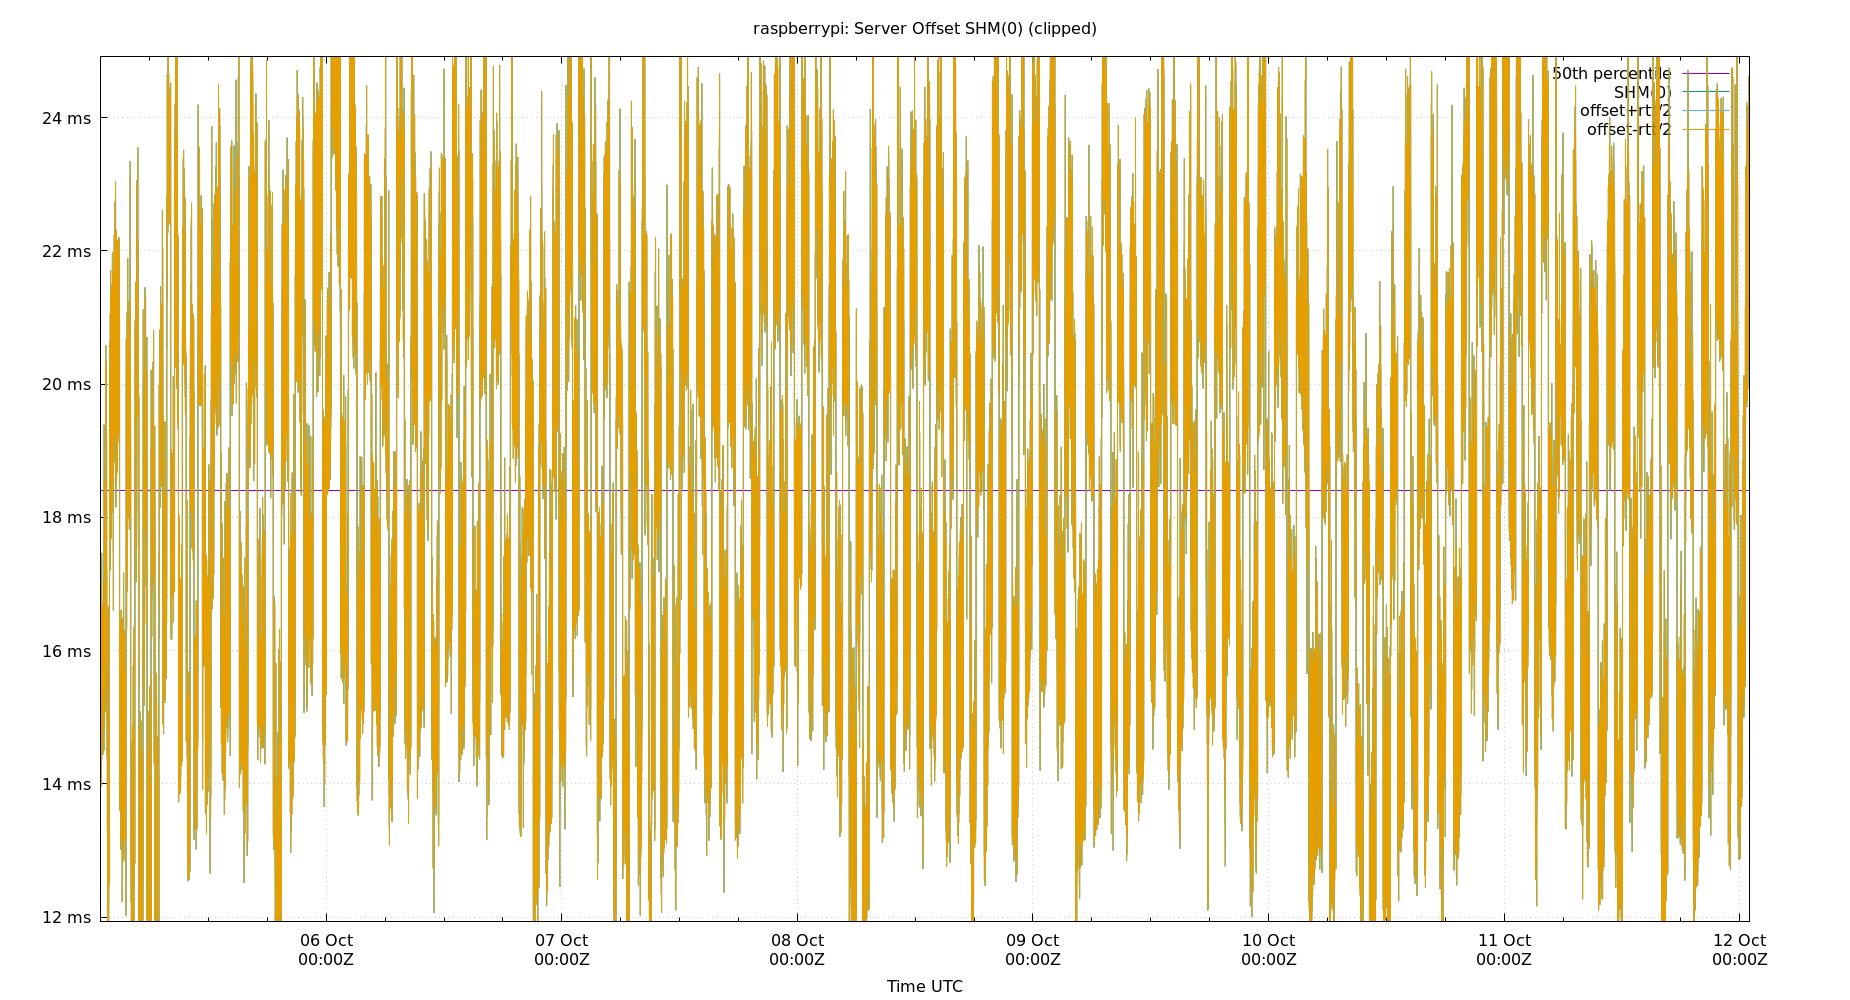 raspberrypi: Server Offset SHM(0) (clipped)
50th percentile
SHM(0)
offset+rtt/2
offset-rtt/2
24 ms
22 ms
20 ms
18 ms
16 ms
14 ms
12 ms
06 Oct 07 Oct 08 Oct 09 Oct 10 Oct 11 Oct 12 Oct
00:00Z 00:00Z 00:00Z 00:00Z 00:00Z 00:00Z 00:00Z
Time UTC